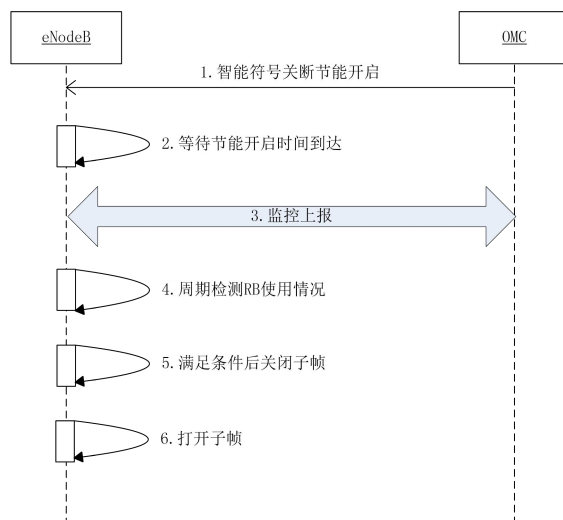 eNodeB
OMC
1.智能符号关断节能开启
2.等待节能开启时间到达
3.监控上报
4.周期检测RB使用情况
5.满足条件后关闭子帧
6.打开子帧